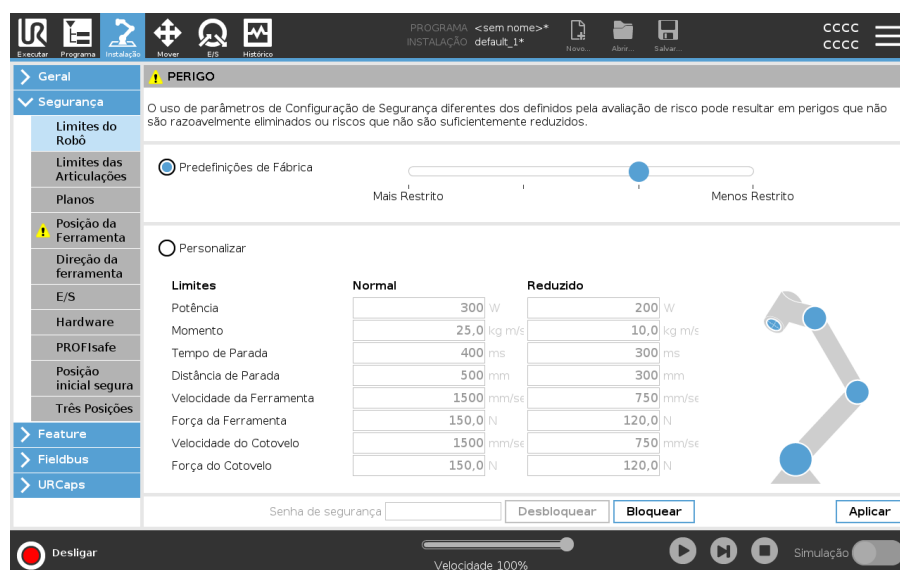 Executar Programa Instalação Mover E/S Histórico
PROGRAMA <sem nome>*
INSTALAÇÃO default_1*
Novo... Abrir... Salvar...
cccc
cccc
Geral
Segurança
Limites do
Robô
Limites das
Articulações
Planos
Posição da
Ferramenta
Direção da
ferramenta
E/S
Hardware
PROFIsafe
Posição
inicial segura
Três Posições
Feature
Fieldbus
URCaps
PERIGO
O uso de parâmetros de Configuração de Segurança diferentes dos definidos pela avaliação de risco pode resultar em perigos que não
são razoavelmente eliminados ou riscos que não são suficientemente reduzidos.
Predefinições de Fábrica
Mais Restrito Menos Restrito
Personalizar
Limites Normal Reduzido
Potência 300 W 200 W
Momento 25,0 kg m/s 10,0 kg m/s
Tempo de Parada 400 ms 300 ms
Distância de Parada 500 mm 300 mm
Velocidade da Ferramenta 1500 mm/se 750 mm/se
Força da Ferramenta 150,0 N 120,0 N
Velocidade do Cotovelo 1500 mm/se 750 mm/se
Força do Cotovelo 150,0 N 120,0 N
Senha de segurança Desbloquear Bloquear Aplicar
Desligar
Velocidade 100%
Simulação